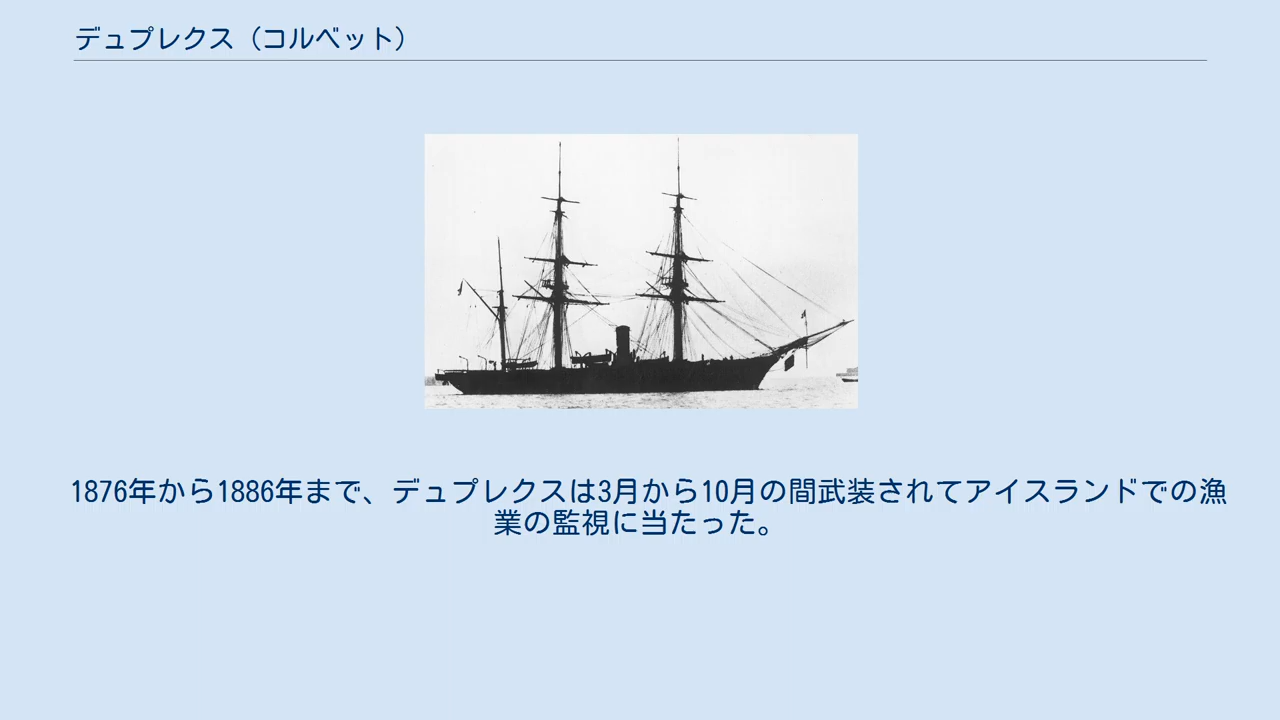 デュプレクス（コルベット）
1876年から1886年まで、デュプレクスは3月から10月の間武装されてアイスランドでの漁
業の監視に当たった。